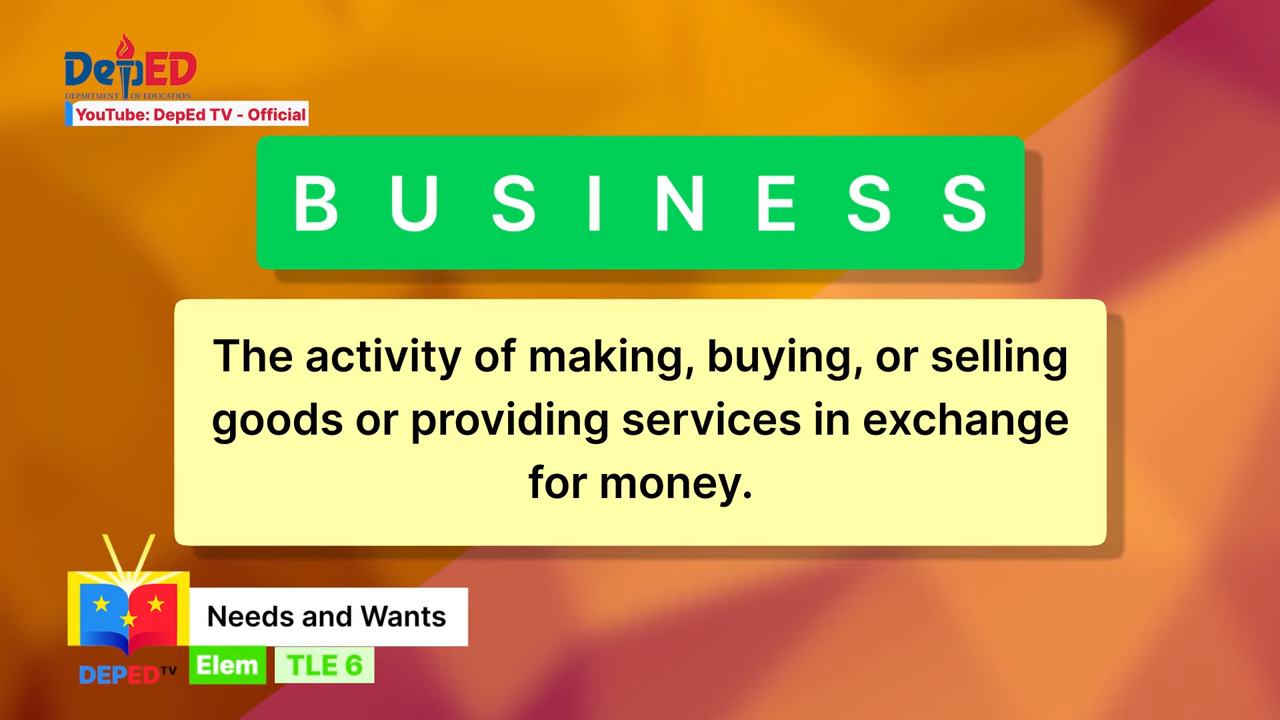 DepED
DEPARTMENT OF EDUCATION
YouTube: DepEd TV - Official
BUSINESS
The activity of making, buying, or selling
goods or providing services in exchange
for money.
Needs and Wants
DEPED TV
Elem TLE 6